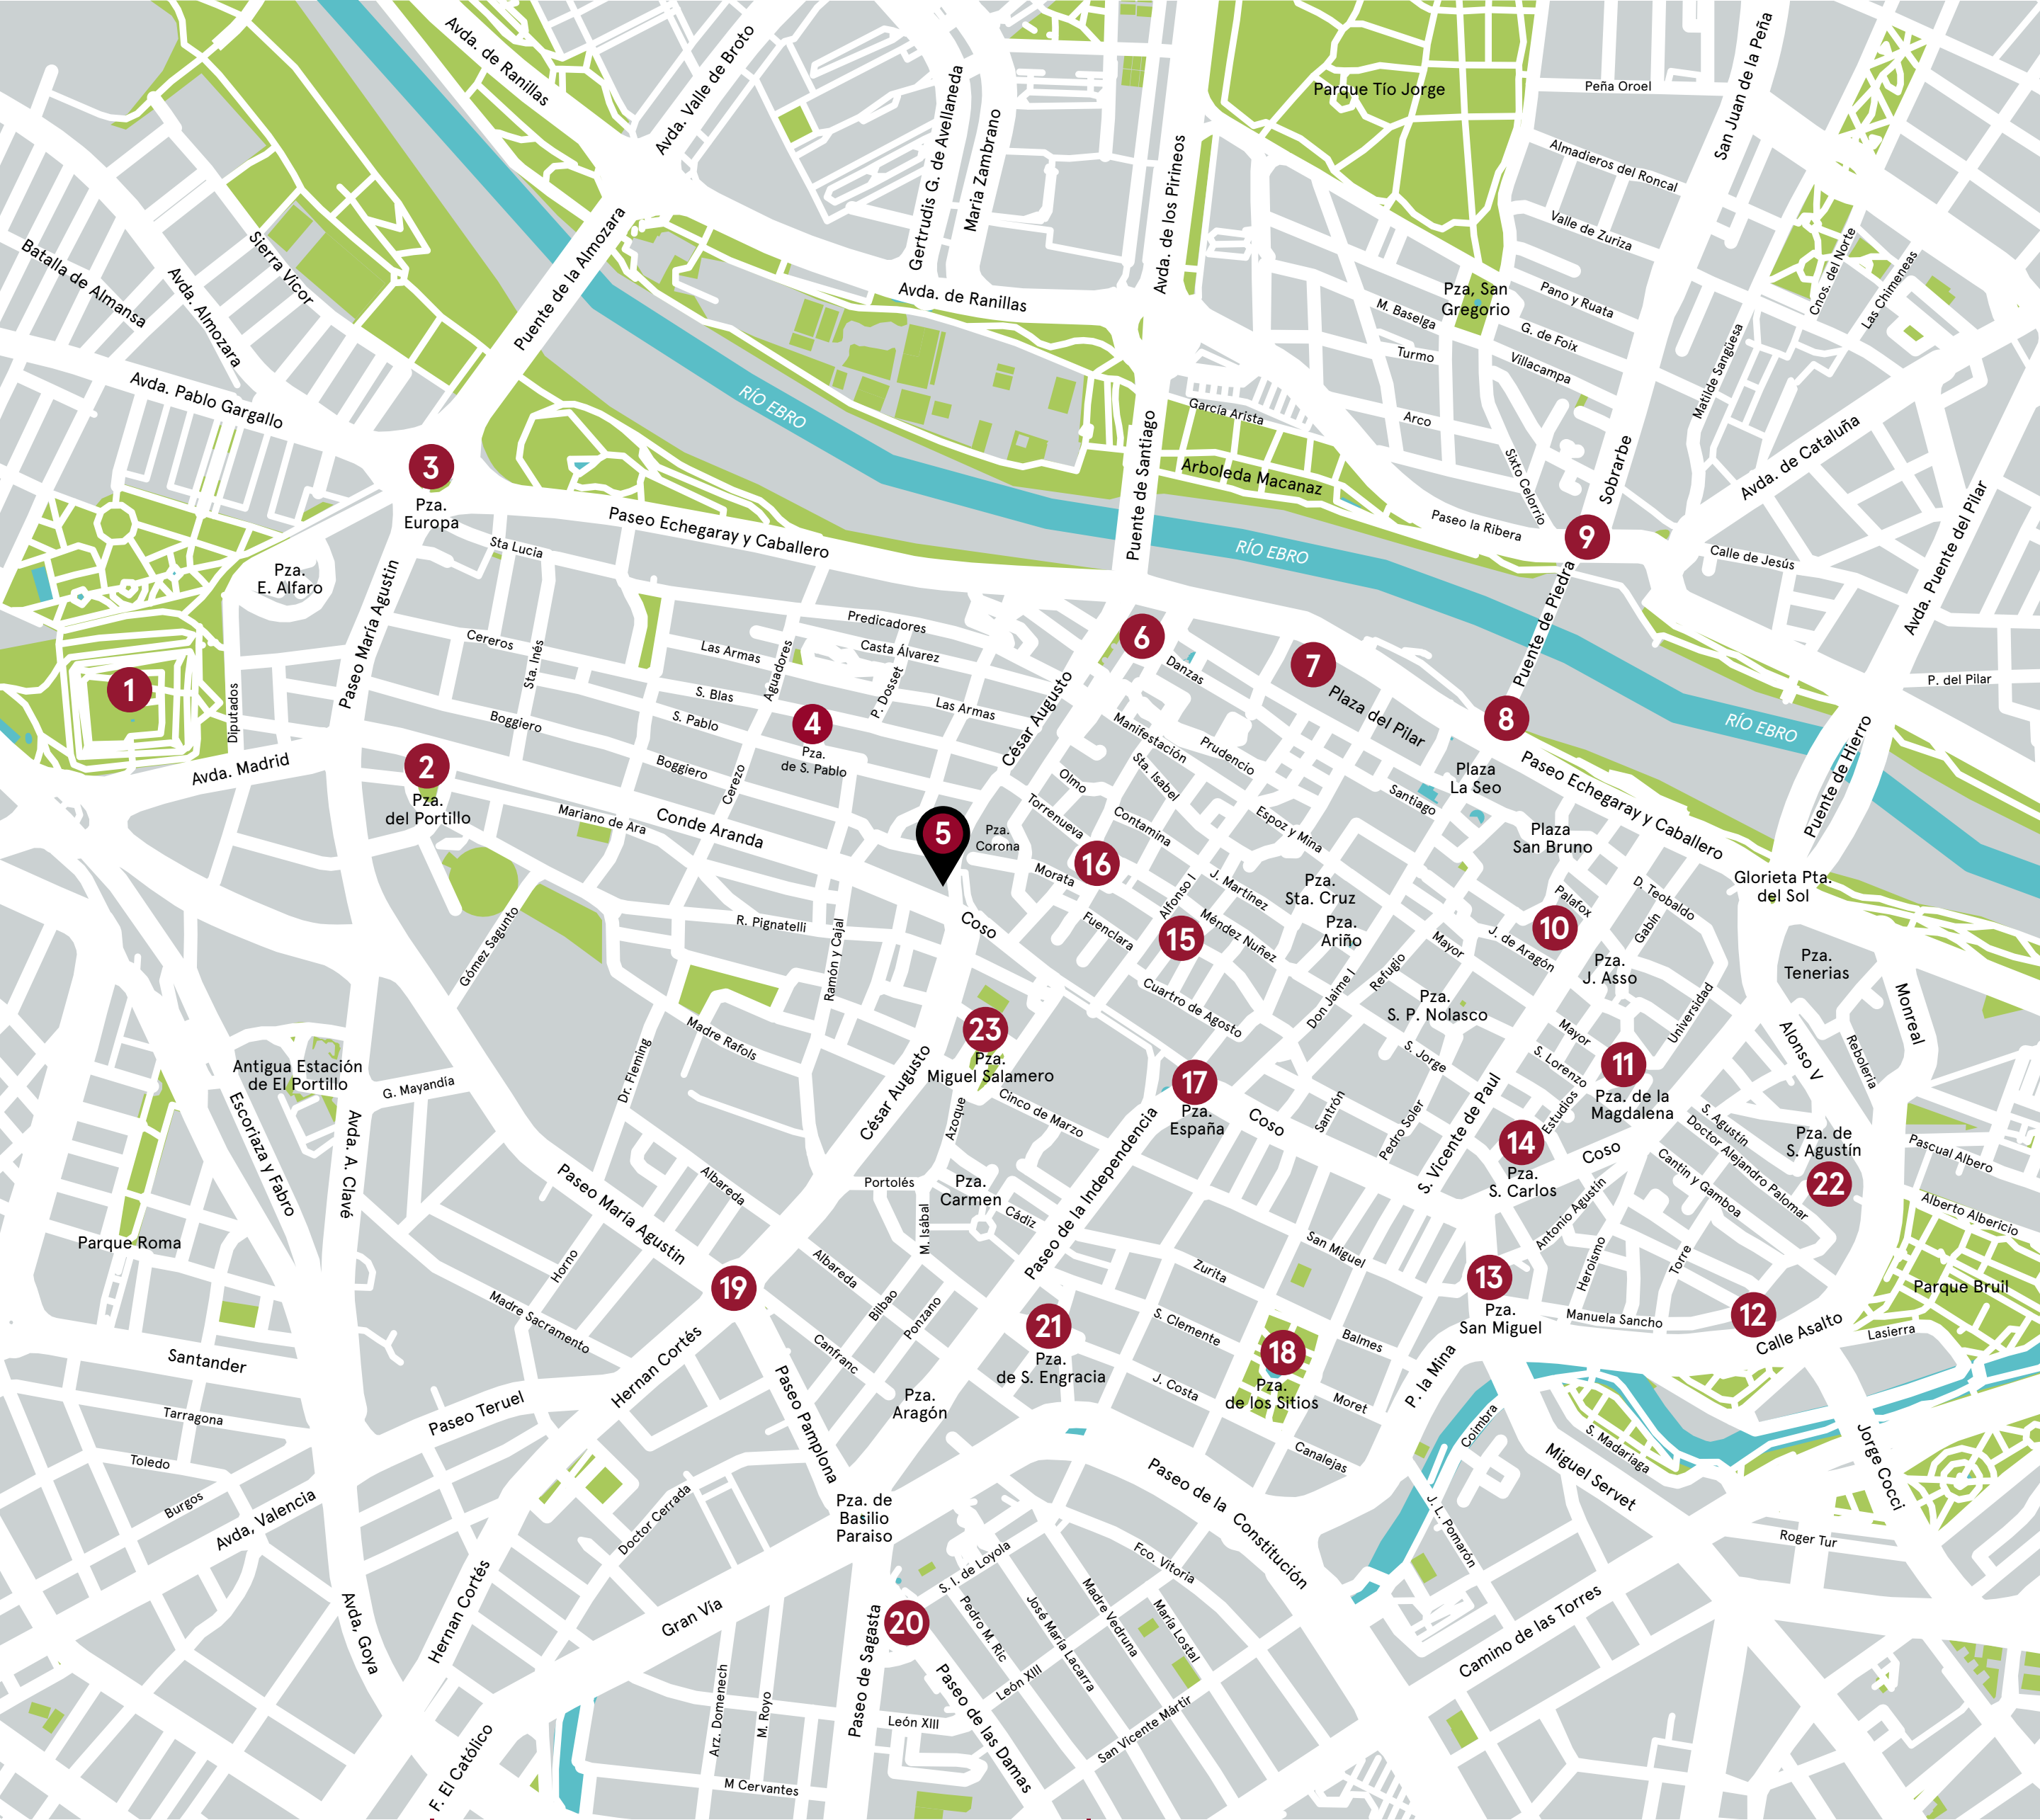 Avda. de Ranillas
Avda. Valle de Broto
Gertrudis G. de Avellaneda
Maria Zambrano
Avda. de los Pirineos
Parque Tío Jorge
Peña Oroel
San Juan de la Peña
Almadieros del Roncal
Valle de Zuriza
Cnos. del Norte
Las Chimeneas
Batalla de Almansa
Avda. Almozara
Sierra Vicor
Puente de la Almozara
Avda. de Ranillas
Pza, San
Gregorio
Pano y Ruata
M. Baselga
G. de Foix
Turmo
Villacampa
Matilde Sangüesa
Avda. Pablo Gargallo
RÍO EBRO
García Arista
Arco
Puente de Santiago
Arboleda Macanaz
Sixto Celorrio
Sobrarbe
Avda. de Cataluña
3
Pza.
Europa
Paseo Echegaray y Caballero
Paseo la Ribera
9
RÍO EBRO
Calle de Jesús
Avda. Puente del Pilar
Sta Lucia
Pza.
E. Alfaro
Paseo María Agustin
Puente de Piedra
Predicadores
Cereros
Las Armas
Casta Álvarez
6
Danzas
7
1
Diputados
Sta. Inés
Aguadores
P. Dosset
César Augusto
Plaza del Pilar
P. del Pilar
S. Blas
Las Armas
Boggiero
S. Pablo
4
Pza.
de S. Pablo
Manifestación
Prudencio
8
RÍO EBRO
Avda. Madrid
2
Pza.
del Portillo
Boggiero
Cerezo
Olmo
Sta. Isabel
Plaza
La Seo
Paseo Echegaray y Caballero
Puente de Hierro
Mariano de Ara
Conde Aranda
5
Pza.
Corona
Torrenueva
Contamina
Santiago
Espoz y Mina
Plaza
San Bruno
16
Morata
Alfonso I
J. Martínez
Pza.
Sta. Cruz
Glorieta Pta.
del Sol
Gómez Sagunto
R. Pignatelli
Ramón y Cajal
Coso
Fuenclara
15
Méndez Nuñez
Pza.
Ariño
Mayor
Palafox
10
D. Teobaldo
Gabín
J. de Aragón
Pza.
J. Asso
Pza.
Tenerias
Cuartro de Agosto
Don Jaime I
Refugio
Pza.
S. P. Nolasco
Universidad
Monreal
23
Pza.
Miguel Salamero
Madre Rafols
Dr. Fleming
Antigua Estación
de El Portillo
G. Mayandía
S. Jorge
Mayor
S. Lorenzo
11
Pza. de la
Magdalena
Alonso V
Reboleria
Escoriaza y Fabro
Avda. A. Clavé
César Augusto
Azoque
Cinco de Marzo
17
Pza.
España
Coso
Santrón
Pedro Soler
S. Vicente de Paul
Estudios
14
Pza.
S. Carlos
Coso
S. Agustín
Doctor Alejandro Palomar
Cantin y Gamboa
Pza. de
S. Agustín
22
Pascual Albero
Alberto Albericio
Paseo María Agustin
Albareda
Portolés
Pza.
Carmen
M. Isábal
Cádiz
Paseo de la Independencia
Antonio Agustín
Parque Roma
Horno
19
Albareda
San Miguel
Zurita
13
Pza.
San Miguel
Heroismo
Torre
Parque Bruil
Madre Sacramento
Bilbao
Ponzano
Canfranc
21
Pza.
de S. Engracia
S. Clemente
18
Pza.
de los Sitios
Balmes
Manuela Sancho
12
Calle Asalto
Lasierra
Santander
Hernan Cortés
Paseo Teruel
Paseo Pamplona
Pza.
Aragón
J. Costa
Moret
P. la Mina
Tarragona
Toledo
Burgos
Avda, Valencia
Canalejas
Coimbra
S. Madariaga
Miguel Servet
Jorge Cocci
Doctor Cerrada
Pza. de
Basilio
Paraiso
Paseo de la Constitución
J. L. Pomarón
Roger Tur
Avda, Goya
Hernan Cortés
Gran Vía
S. I. de Loyola
Fco. Vitoria
20
Pedro M. Ric
José María Lacarra
Madre Vedruna
María Lostal
Camino de las Torres
Paseo de Sagasta
León XIII
Paseo de las Damas
San Vicente Mártir
F. El Católico
Arz. Domenech
M. Royo
León XIII
M Cervantes